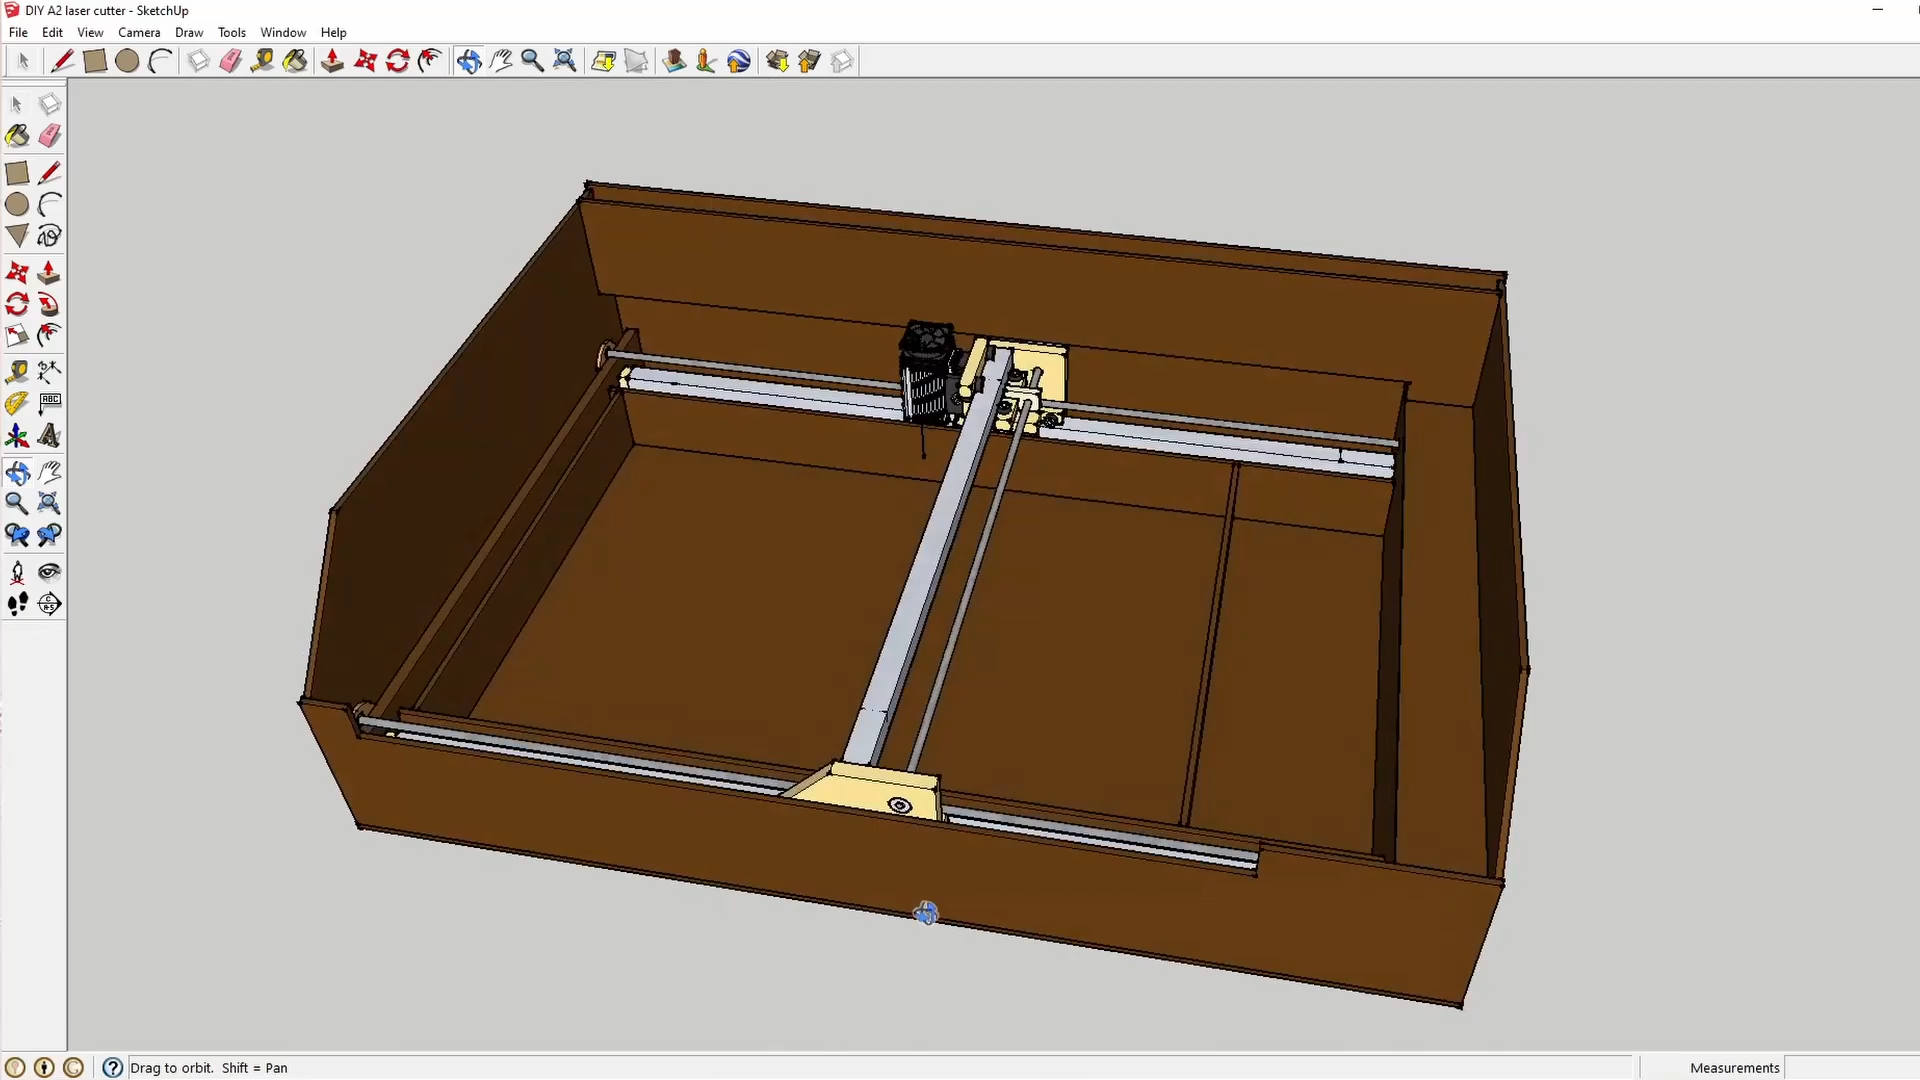 DIY A2 laser cutter - SketchUp
File Edit View Camera Draw Tools Window Help
ABC
A
Drag to orbit. Shift = Pan
Measurements